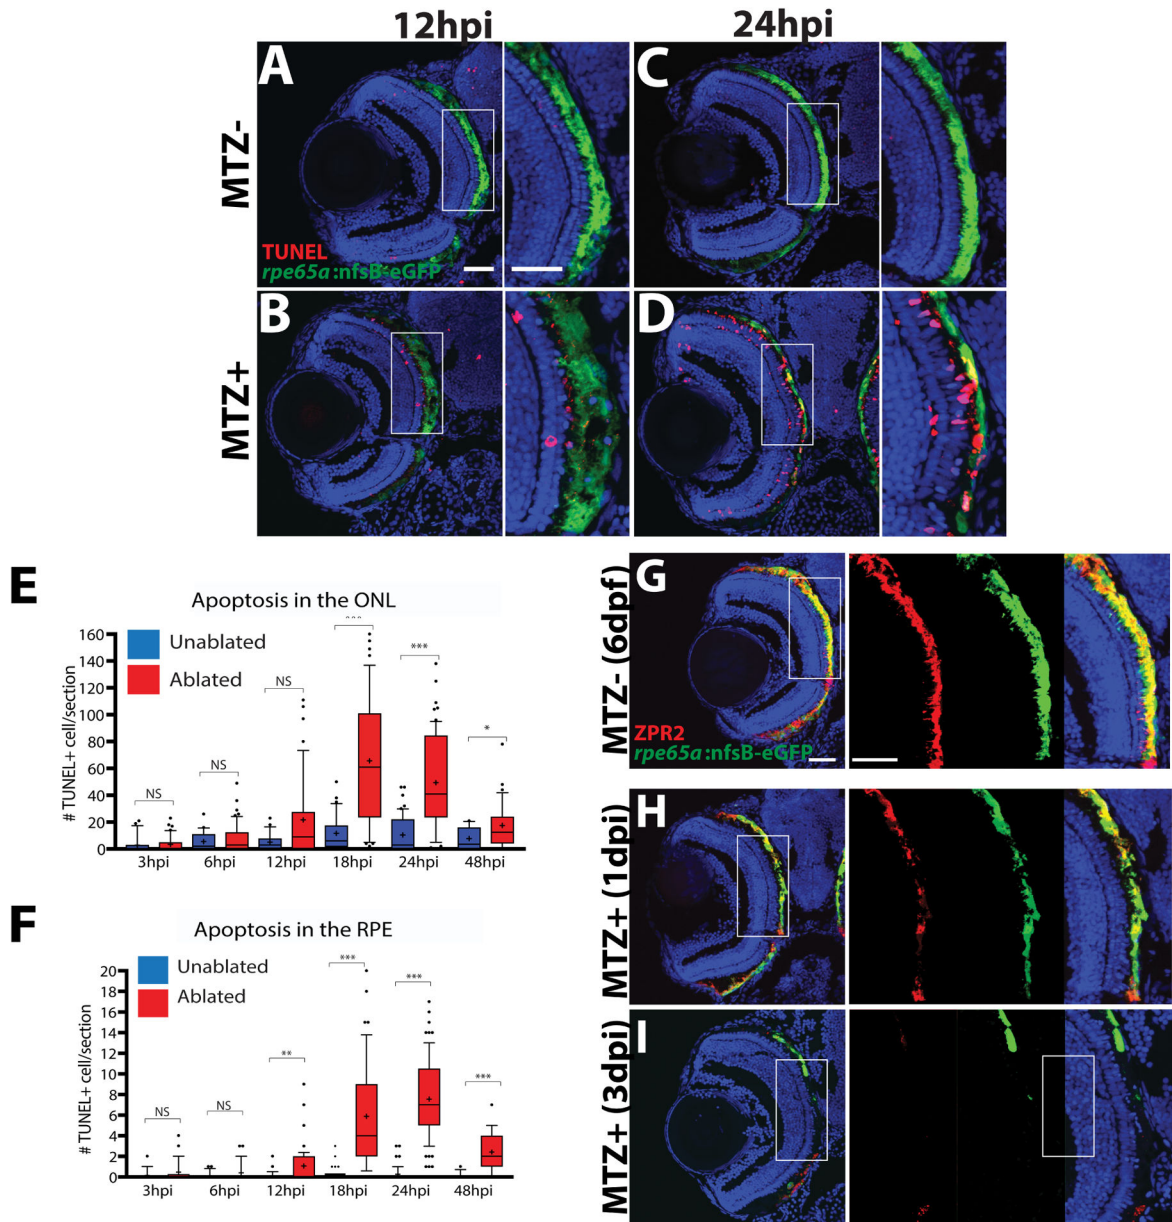 12hpi
24hpi
MTZ-
A
C
TUNEL
rpe65a:nfsB-eGFP
MTZ+
B
D
E
Apoptosis in the ONL
Unablated
Ablated
# TUNEL+ cell/section
160
140
120
100
80
60
40
20
0
NS
NS
NS
***
*
3hpi
6hpi
12hpi
18hpi
24hpi
48hpi
F
Apoptosis in the RPE
Unablated
Ablated
# TUNEL+ cell/section
20
18
16
14
12
10
8
6
4
2
0
NS
NS
**
***
***
***
3hpi
6hpi
12hpi
18hpi
24hpi
48hpi
MTZ- (6dpf)
G
ZPR2
rpe65a:nfsB-eGFP
MTZ+ (1dpi)
H
MTZ+ (3dpi)
I